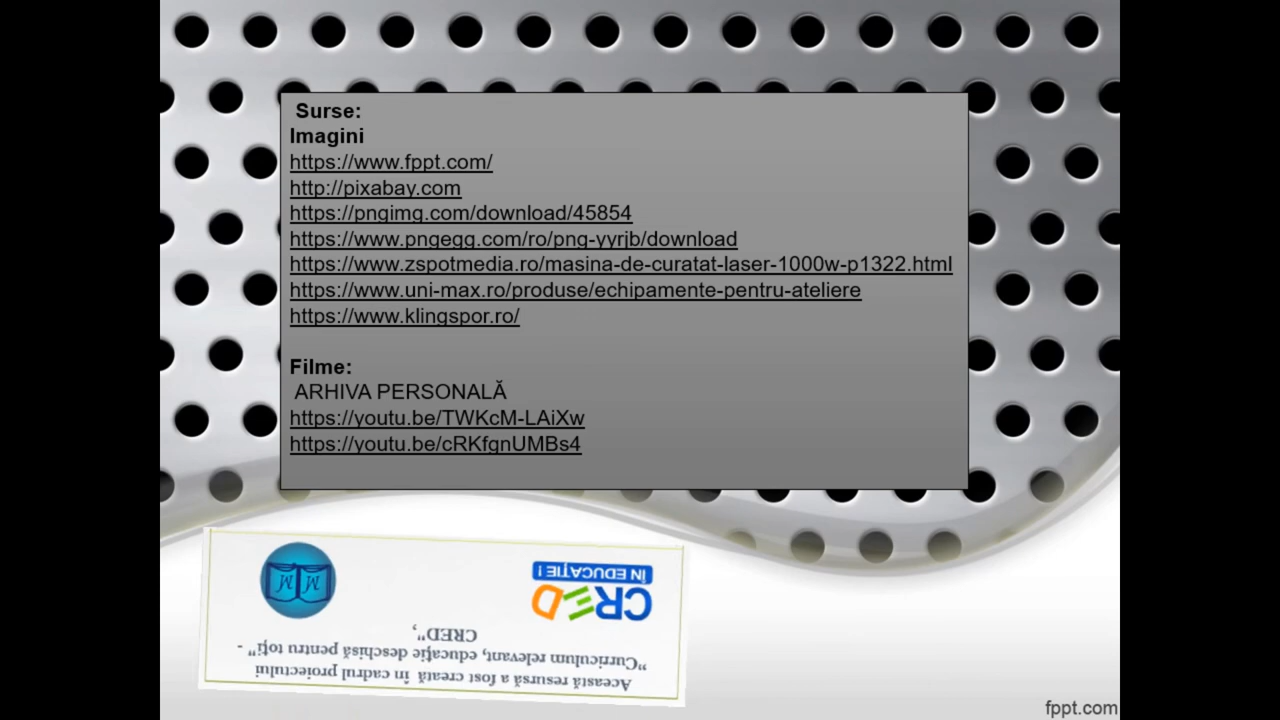 Surse:
Imagini
https://www.fppt.com/
http://pixabay.com
https://pngimg.com/download/45854
https://www.pngegg.com/ro/png-yyrjb/download
https://www.zspotmedia.ro/masina-de-curatat-laser-1000w-p1322.html
https://www.uni-max.ro/produse/echipamente-pentru-ateliere
https://www.klingspor.ro/
Filme:
ARHIVA PERSONALĂ
https://youtu.be/TWKcM-LAiXw
https://youtu.be/cRKfgnUMBs4
Această resursă a fost creată în cadrul proiectului
"Curriculum relevant, educație deschisă pentru toți" -
CRED",
CRED
ÎN EDUCAȚIE !
M M
fppt.com